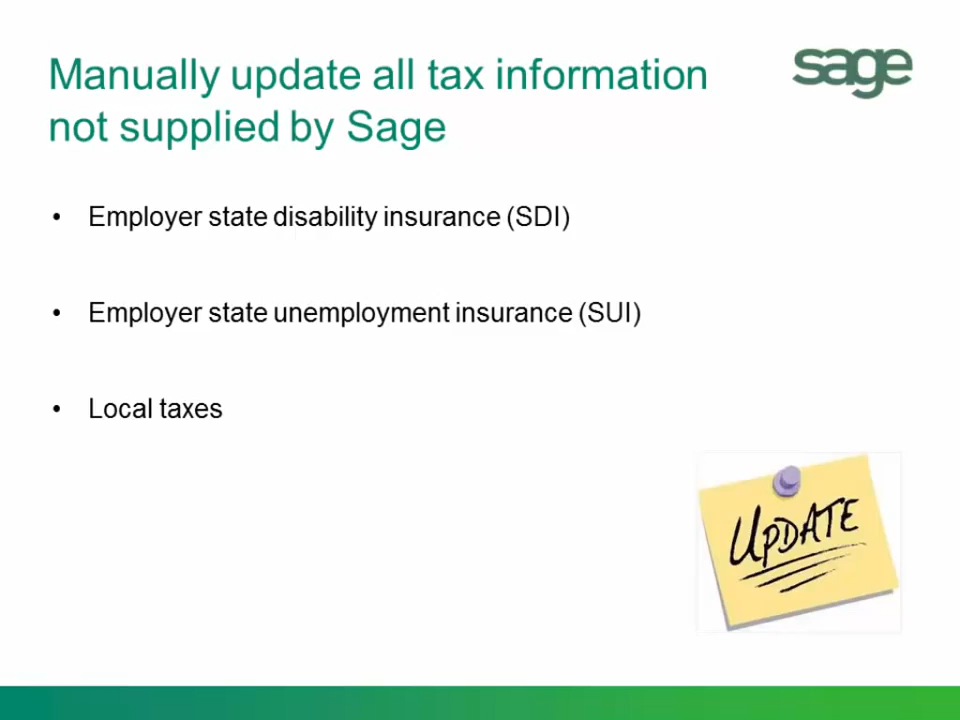 Manually update all tax information
not supplied by Sage
sage
• Employer state disability insurance (SDI)
• Employer state unemployment insurance (SUI)
• Local taxes
UPDATE